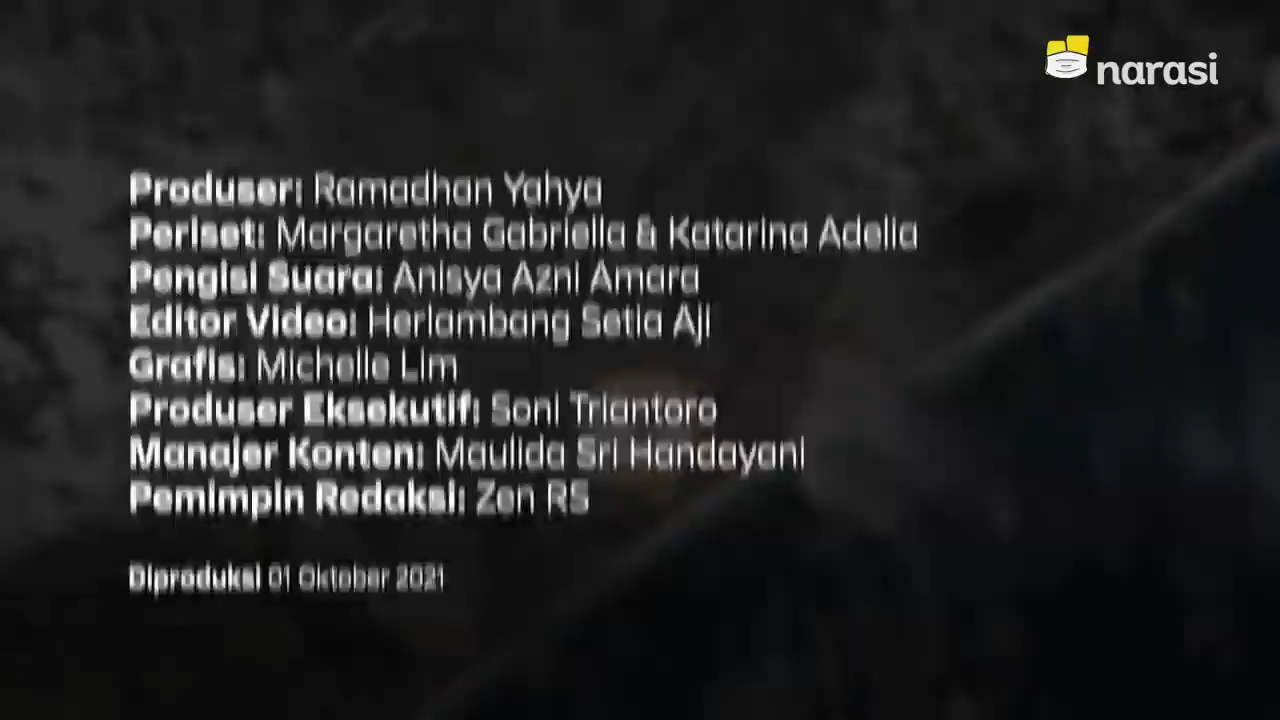 narasi
Produser: Ramadhan Yahya
Periset: Margaretha Gabriella & Katarina Adelia
Pengisi Suara: Anisya Azni Amara
Editor Video: Herlambang Setia Aji
Grafis: Michelle Lim
Produser Eksekutif: Soni Triantoro
Manajer Konten: Maulida Sri Handayani
Pemimpin Redaksi: Zen RS
Diproduksi 01 Oktober 2021